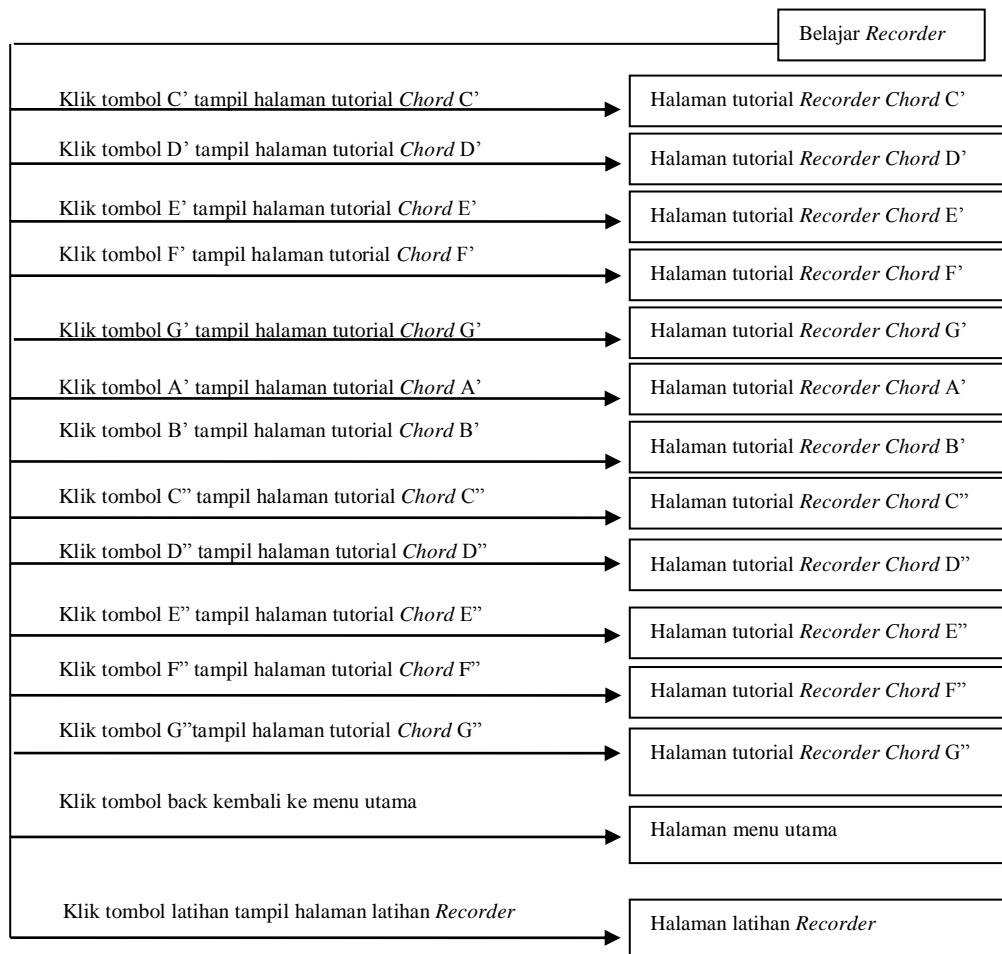 Belajar Recorder
Klik tombol C’ tampil halaman tutorial Chord C’
Halaman tutorial Recorder Chord C’
Klik tombol D’ tampil halaman tutorial Chord D’
Halaman tutorial Recorder Chord D’
Klik tombol E’ tampil halaman tutorial Chord E’
Halaman tutorial Recorder Chord E’
Klik tombol F’ tampil halaman tutorial Chord F’
Halaman tutorial Recorder Chord F’
Klik tombol G’ tampil halaman tutorial Chord G’
Halaman tutorial Recorder Chord G’
Klik tombol A’ tampil halaman tutorial Chord A’
Halaman tutorial Recorder Chord A’
Klik tombol B’ tampil halaman tutorial Chord B’
Halaman tutorial Recorder Chord B’
Klik tombol C” tampil halaman tutorial Chord C”
Halaman tutorial Recorder Chord C”
Klik tombol D” tampil halaman tutorial Chord D”
Halaman tutorial Recorder Chord D”
Klik tombol E” tampil halaman tutorial Chord E”
Halaman tutorial Recorder Chord E”
Klik tombol F” tampil halaman tutorial Chord F”
Halaman tutorial Recorder Chord F”
Klik tombol G”tampil halaman tutorial Chord G”
Halaman tutorial Recorder Chord G”
Klik tombol back kembali ke menu utama
Halaman menu utama
Klik tombol latihan tampil halaman latihan Recorder
Halaman latihan Recorder